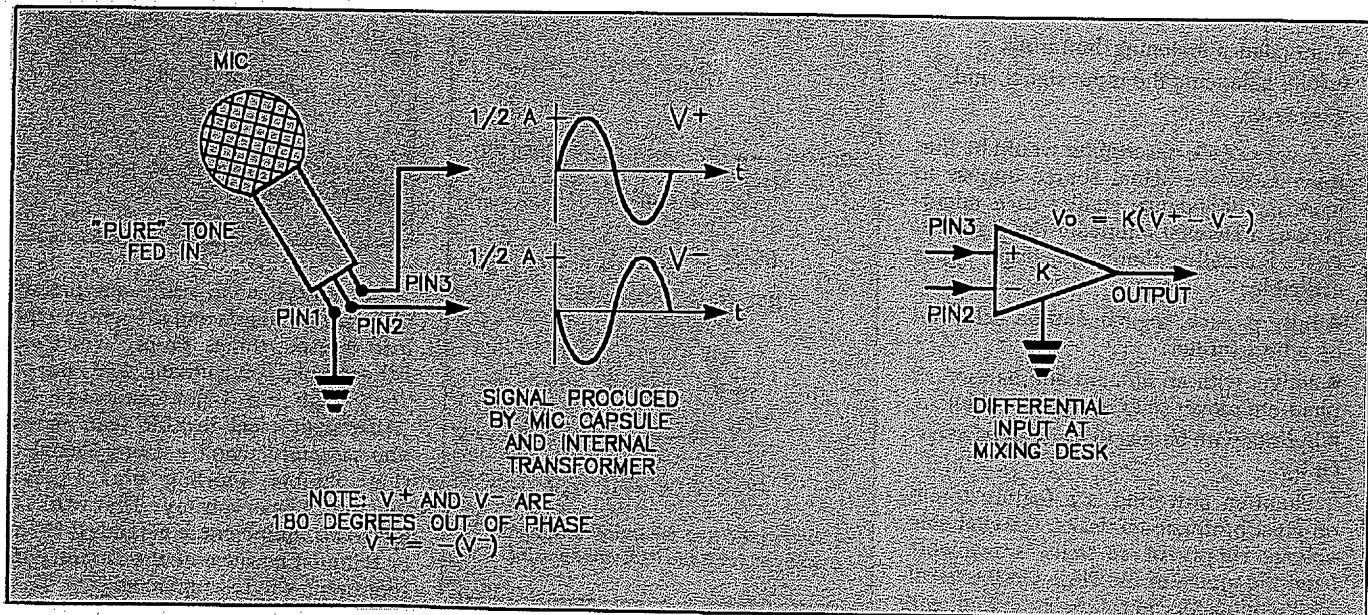 MIC
"PURE" TONE
FED IN
PIN1
PIN2
PIN3
1/2 A
V+
t
1/2 A
V-
t
SIGNAL PRODUCED
BY MIC CAPSULE
AND INTERNAL
TRANSFORMER
NOTE: V+ AND V- ARE
180 DEGREES OUT OF PHASE
V+ = -(V-)
PIN3
PIN2
+
-
K
Vo = K(V+ - V-)
OUTPUT
DIFFERENTIAL
INPUT AT
MIXING DESK